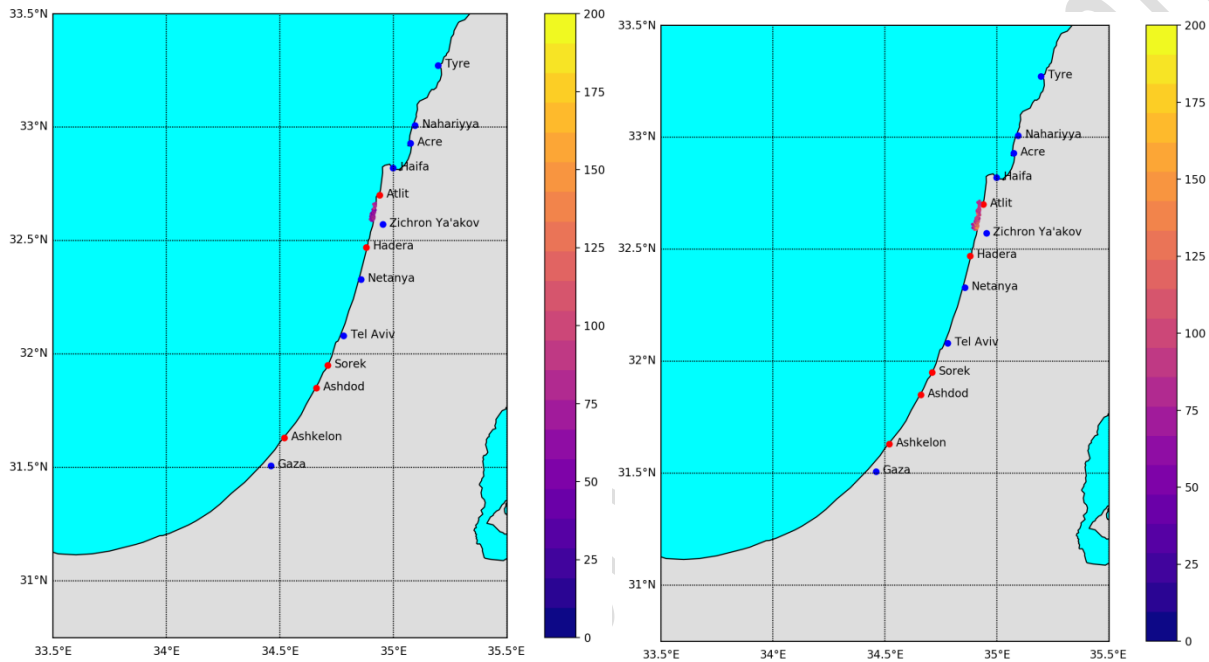 33.5°N
33°N
32.5°N
32°N
31.5°N
31°N
33.5°E
34°E
34.5°E
35°E
35.5°E
Tyre
Nahariyya
Acre
Haifa
Atlit
Zichron Ya'akov
Hadera
Netanya
Tel Aviv
Sorek
Ashdod
Ashkelon
Gaza
200
175
150
125
100
75
50
25
0
33.5°N
33°N
32.5°N
32°N
31.5°N
31°N
33.5°E
34°E
34.5°E
35°E
35.5°E
Tyre
Nahariyya
Acre
Haifa
Atlit
Zichron Ya'akov
Hadera
Netanya
Tel Aviv
Sorek
Ashdod
Ashkelon
Gaza
200
175
150
125
100
75
50
25
0